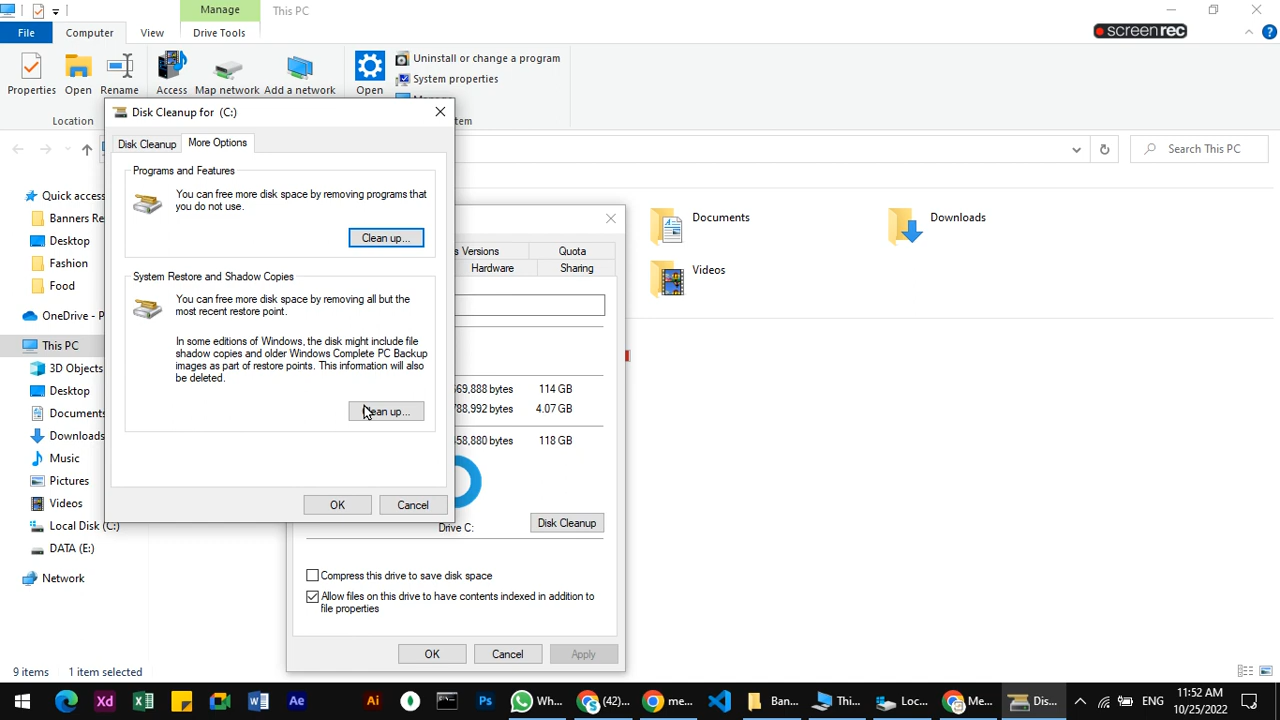 Manage
This PC
File
Computer
View
Drive Tools
screenrec
Properties
Open
Rename
Access
Map network
Add a network
Open
Uninstall or change a program
System properties
Location
Disk Cleanup for (C:)
Disk Cleanup
More Options
Search This PC
Programs and Features
You can free more disk space by removing programs that
you do not use.
Clean up...
System Restore and Shadow Copies
You can free more disk space by removing all but the
most recent restore point.
In some editions of Windows, the disk might include file
shadow copies and older Windows Complete PC Backup
images as part of restore points. This information will also
be deleted.
Clean up...
OK
Cancel
Quick access
Banners Re
Desktop
Fashion
Food
OneDrive - P
This PC
3D Objects
Desktop
Documents
Downloads
Music
Pictures
Videos
Local Disk (C:)
DATA (E:)
Network
Versions
Quota
Hardware
Sharing
69,888 bytes
114 GB
788,992 bytes
4.07 GB
58,880 bytes
118 GB
Drive C:
Disk Cleanup
Compress this drive to save disk space
Allow files on this drive to have contents indexed in addition to
file properties
OK
Cancel
Apply
Documents
Downloads
Videos
9 items
1 item selected
Xd
Ai
Ae
Ps
Wh...
(42)...
me...
Ban...
Thi...
Loc...
Me...
Dis...
ENG
11:52 AM
10/25/2022